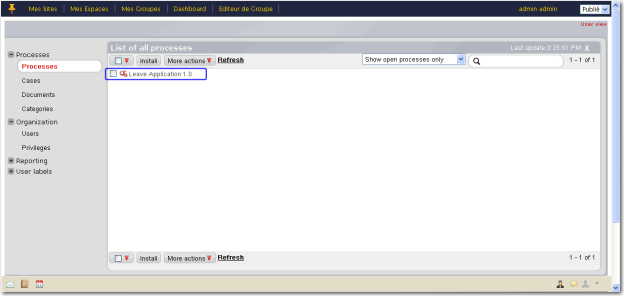 Mes Sites Mes Espaces Mes Groupes Dashboard Editeur de Groupe admin admin Publié
User view
Processes
Processes
Cases
Documents
Categories
Organization
Users
Privileges
Reporting
User labels
List of all processes Last update 3:26:51 PM X
Install More actions Refresh Show open processes only 1 - 1 of 1
Leave Application 1.0
Install More actions Refresh 1 - 1 of 1